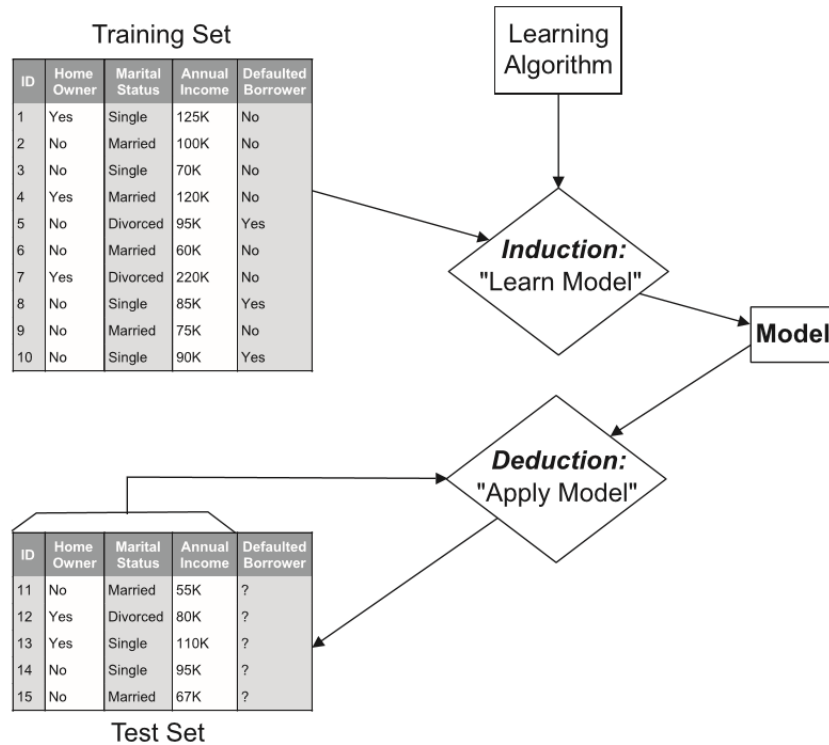 Training Set
ID Home Owner Marital Status Annual Income Defaulted Borrower
1 Yes Single 125K No
2 No Married 100K No
3 No Single 70K No
4 Yes Married 120K No
5 No Divorced 95K Yes
6 No Married 60K No
7 Yes Divorced 220K No
8 No Single 85K Yes
9 No Married 75K No
10 No Single 90K Yes
Learning
Algorithm
Induction:
"Learn Model"
Model
Deduction:
"Apply Model"
ID Home Owner Marital Status Annual Income Defaulted Borrower
11 No Married 55K ?
12 Yes Divorced 80K ?
13 Yes Single 110K ?
14 No Single 95K ?
15 No Married 67K ?
Test Set